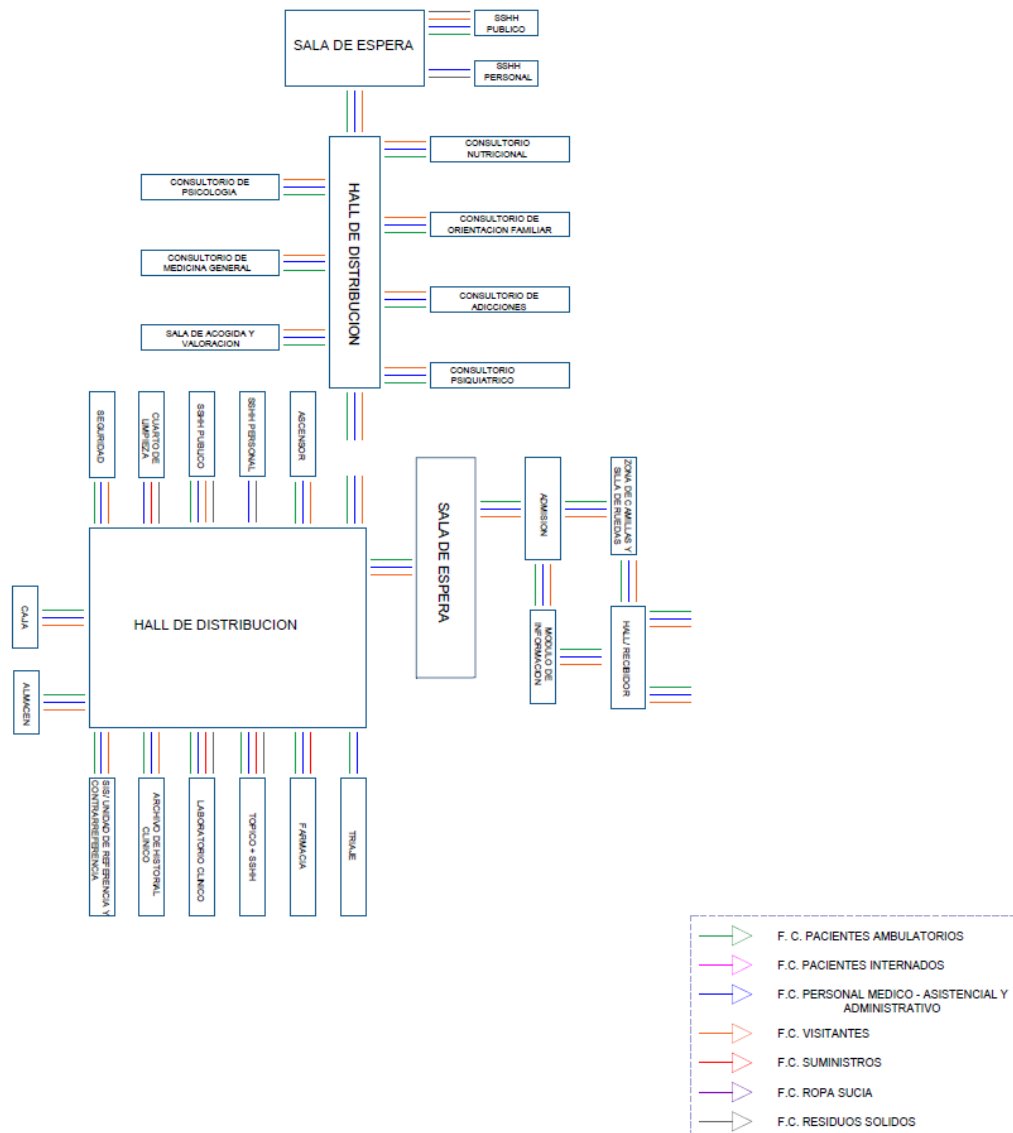 SSHH
PUBLICO
SALA DE ESPERA
SSHH
PERSONAL
CONSULTORIO
NUTRICIONAL
CONSULTORIO DE
PSICOLOGIA
HALL DE DISTRIBUCION
CONSULTORIO DE
ORIENTACION FAMILIAR
CONSULTORIO DE
MEDICINA GENERAL
CONSULTORIO DE
ADICCIONES
SALA DE ACOGIDA Y
VALORACION
CONSULTORIO
PSIQUIATRICO
SEGURIDAD
CUARTO DE
LIMPIEZA
SSHH PUBLICO
SSHH PERSONAL
ASCENSOR
SALA DE ESPERA
ADMISION
ZONA DE CAMILLAS Y
SILLA DE RUEDAS
CAJA
HALL DE DISTRIBUCION
MODULO DE
INFORMACION
HALL/ RECIBIDOR
ALMACEN
SIS/ UNIDAD DE REFERENCIA Y
CONTRARREFERENCIA
ARCHIVO DE HISTORIAL
CLINICO
LABORATORIO CLINICO
TOPICO + SSHH
FARMACIA
TRIAJE
F. C. PACIENTES AMBULATORIOS
F.C. PACIENTES INTERNADOS
F.C. PERSONAL MEDICO - ASISTENCIAL Y
ADMINISTRATIVO
F.C. VISITANTES
F.C. SUMINISTROS
F.C. ROPA SUCIA
F.C. RESIDUOS SOLIDOS